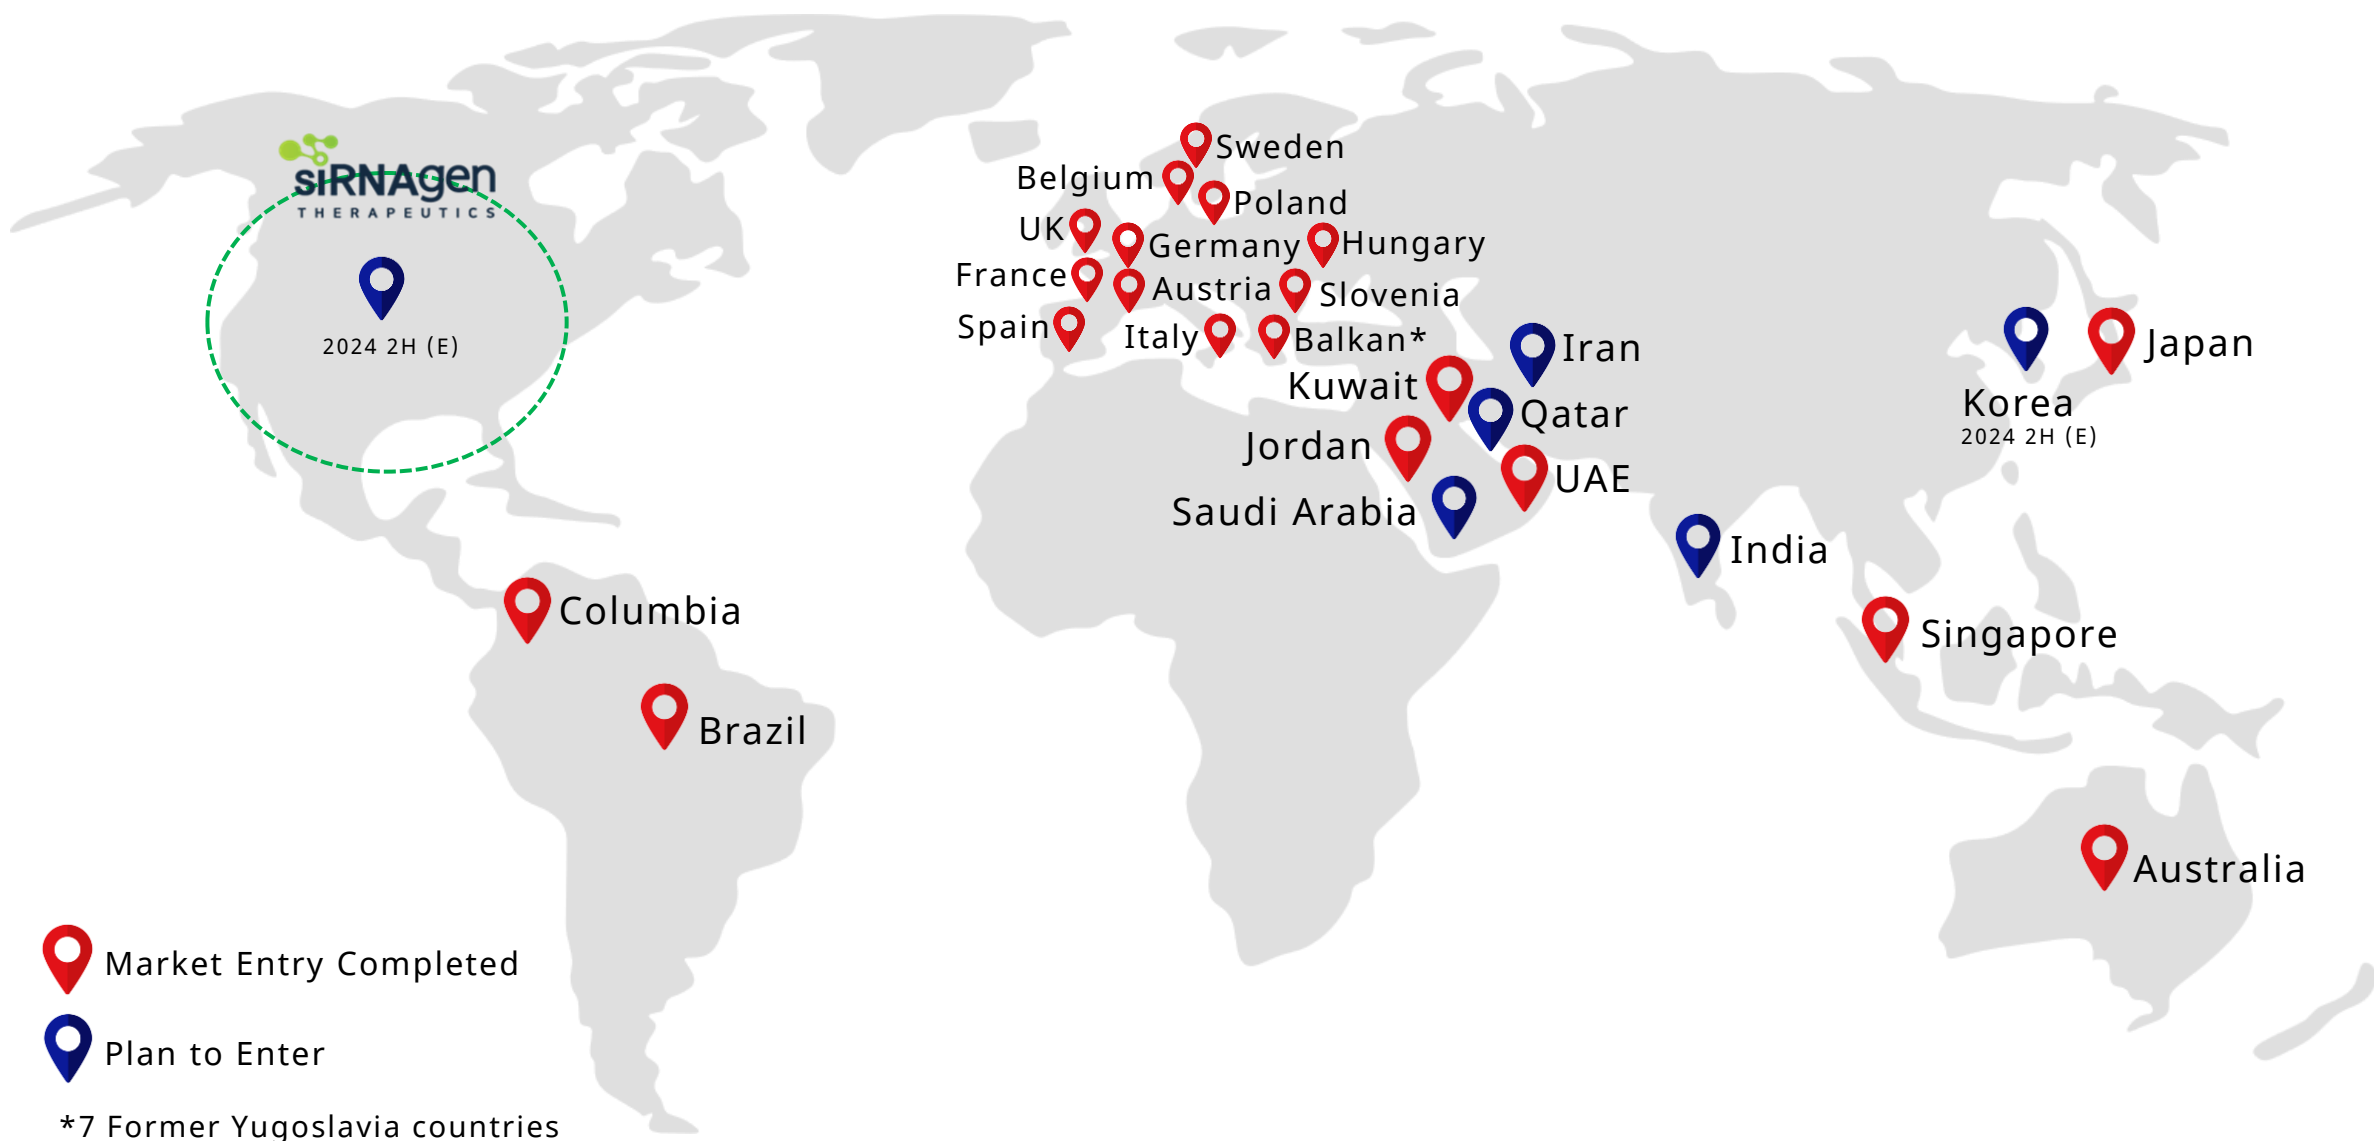 siRNAgen
THERAPEUTICS
2024 2H (E)
Sweden
Belgium
Poland
UK
Germany
Hungary
France
Austria
Slovenia
Spain
Italy
Balkan*
Iran
Kuwait
Qatar
Jordan
UAE
Saudi Arabia
India
Korea
2024 2H (E)
Japan
Singapore
Columbia
Brazil
Australia
Market Entry Completed
Plan to Enter
*7 Former Yugoslavia countries